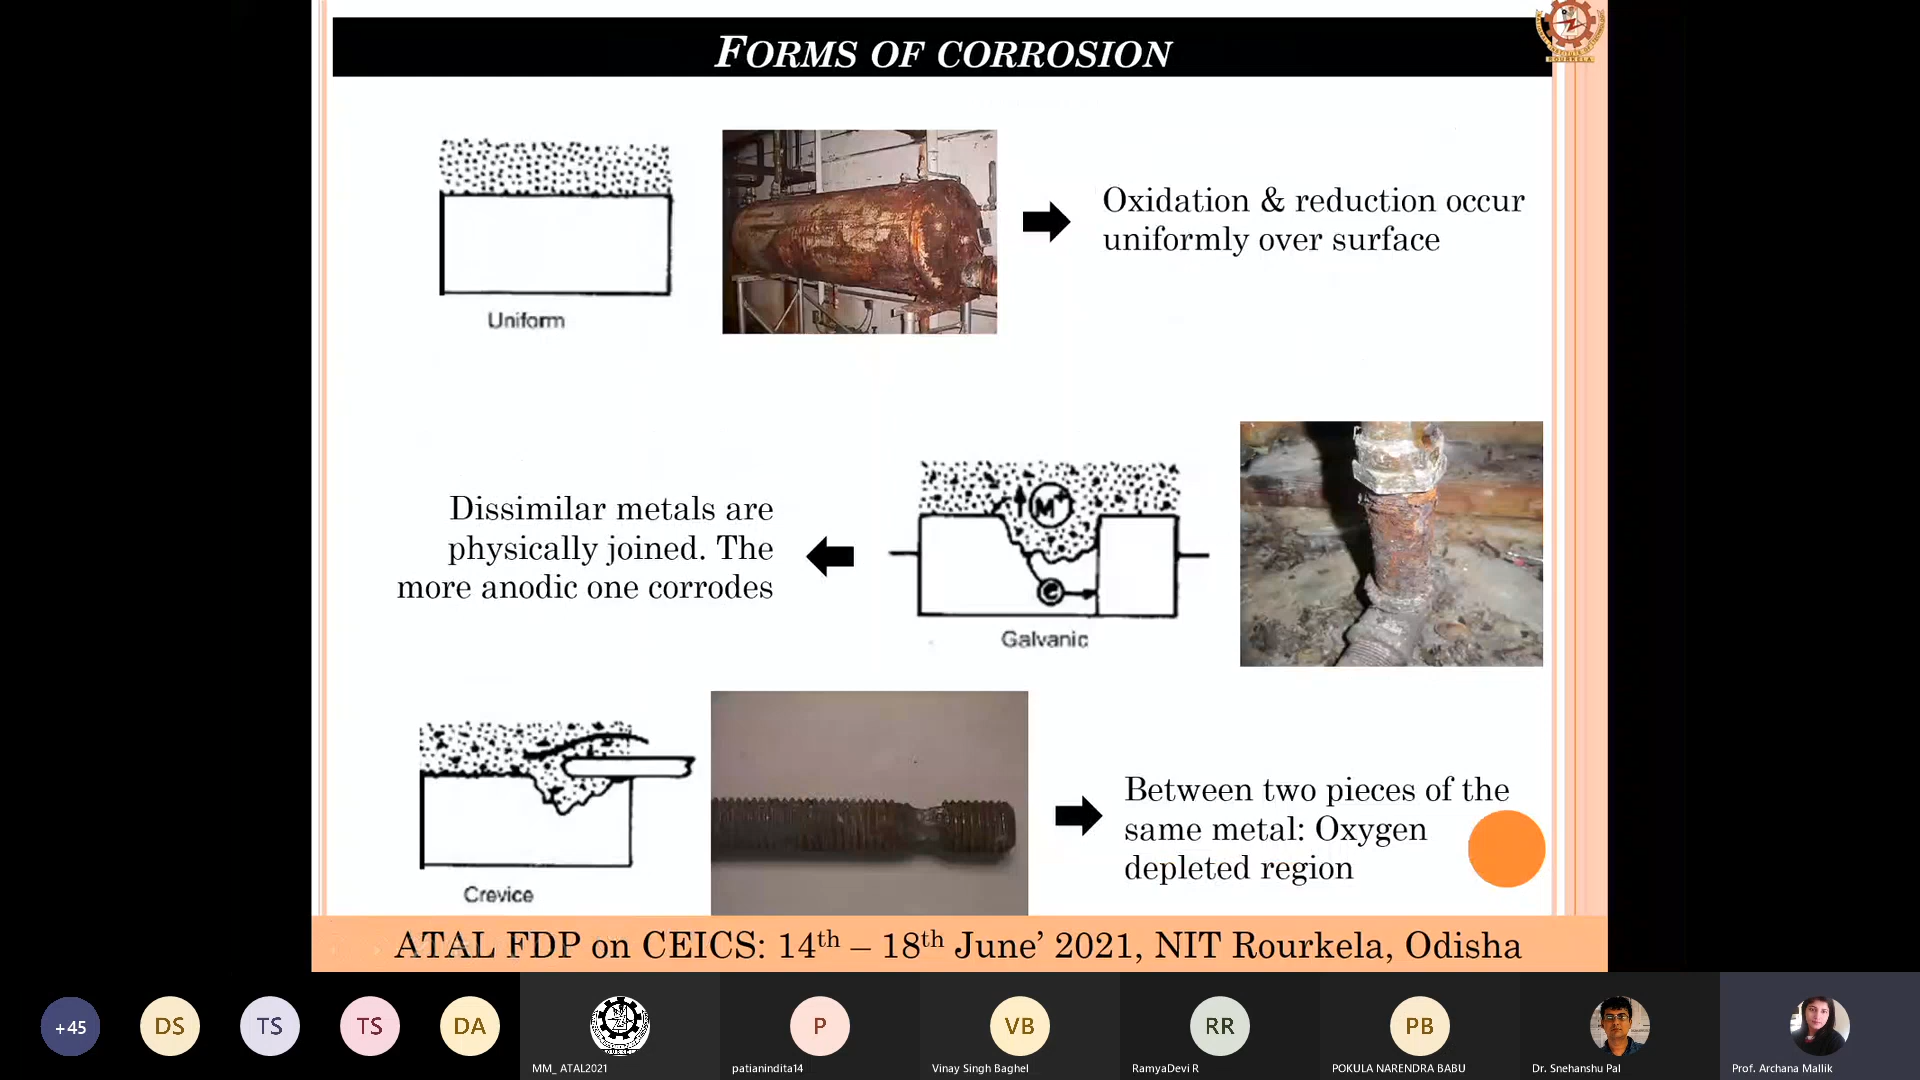 FORMS OF CORROSION
ROURKELA
Oxidation & reduction occur
uniformly over surface
Uniform
Dissimilar metals are
physically joined. The
more anodic one corrodes
M+
e
Galvanic
Between two pieces of the
same metal: Oxygen
depleted region
Crevice
ATAL FDP on CEICS: 14th – 18th June’ 2021, NIT Rourkela, Odisha
+45
DS
TS
TS
DA
P
VB
RR
PB
MM_ ATAL2021
patianindita14
Vinay Singh Baghel
RamyaDevi R
POKULA NARENDRA BABU
Dr. Snehanshu Pal
Prof. Archana Mallik